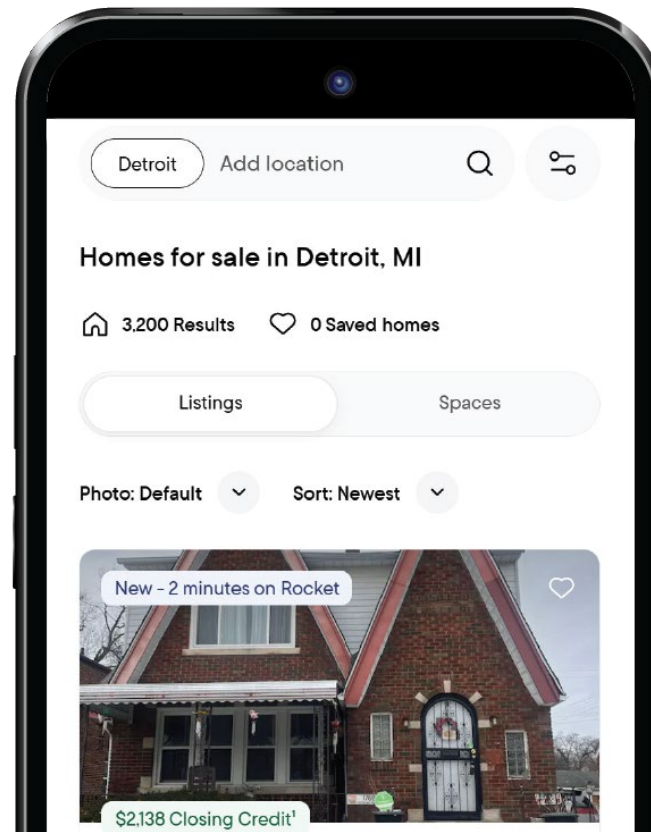 Detroit Add location
Homes for sale in Detroit, MI
3,200 Results 0 Saved homes
Listings Spaces
Photo: Default Sort: Newest
New - 2 minutes on Rocket
$2,138 Closing Credit¹